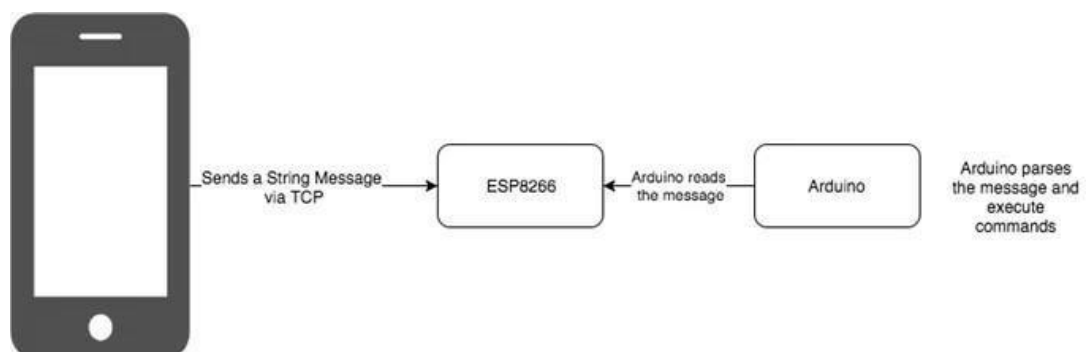 Sends a String Message
via TCP
ESP8266
Arduino reads
the message
Arduino
Arduino parses
the message and
execute
commands